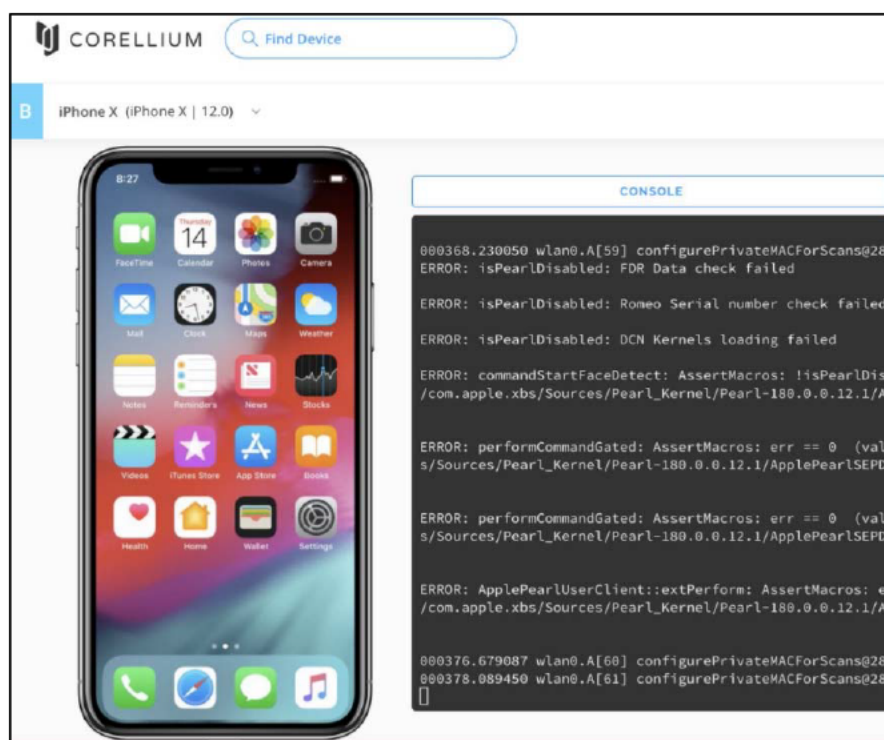 CORELLIUM
Find Device
B
iPhone X (iPhone X | 12.0)
8:27
FaceTime
Thursday
14
Calendar
Photos
Camera
Mail
Clock
Maps
Weather
Notes
Reminders
News
Stocks
Videos
iTunes Store
App Store
Books
Health
Home
Wallet
Settings
CONSOLE
000368.230050 wlan0.A[59] configurePrivateMACForScans@28
ERROR: isPearlDisabled: FDR Data check failed
ERROR: isPearlDisabled: Romeo Serial number check failed
ERROR: isPearlDisabled: DCN Kernels loading failed
ERROR: commandStartFaceDetect: AssertMacros: !isPearlDis
/com.apple.xbs/Sources/Pearl_Kernel/Pearl-180.0.0.12.1/A
ERROR: performCommandGated: AssertMacros: err == 0 (val
s/Sources/Pearl_Kernel/Pearl-180.0.0.12.1/ApplePearlSEPD
ERROR: performCommandGated: AssertMacros: err == 0 (val
s/Sources/Pearl_Kernel/Pearl-180.0.0.12.1/ApplePearlSEPD
ERROR: ApplePearlUserClient::extPerform: AssertMacros: e
/com.apple.xbs/Sources/Pearl_Kernel/Pearl-180.0.0.12.1/A
000376.679087 wlan0.A[60] configurePrivateMACForScans@28
000378.089450 wlan0.A[61] configurePrivateMACForScans@28